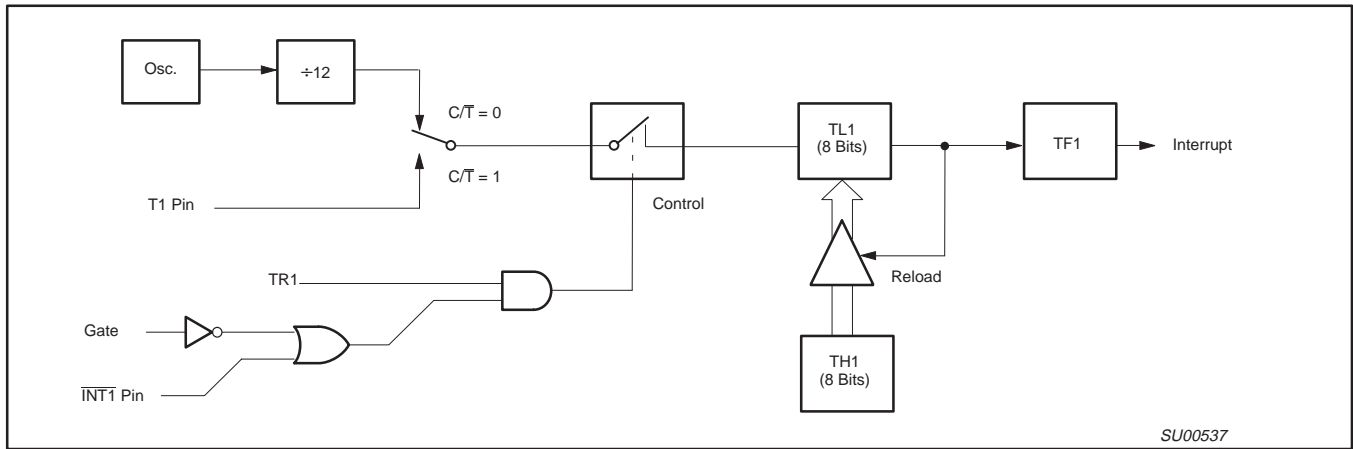 Osc.
÷12
C/T̅ = 0
C/T̅ = 1
T1 Pin
Control
TL1
(8 Bits)
TF1
Interrupt
TR1
Reload
Gate
I̅N̅T̅1̅ Pin
TH1
(8 Bits)
SU00537